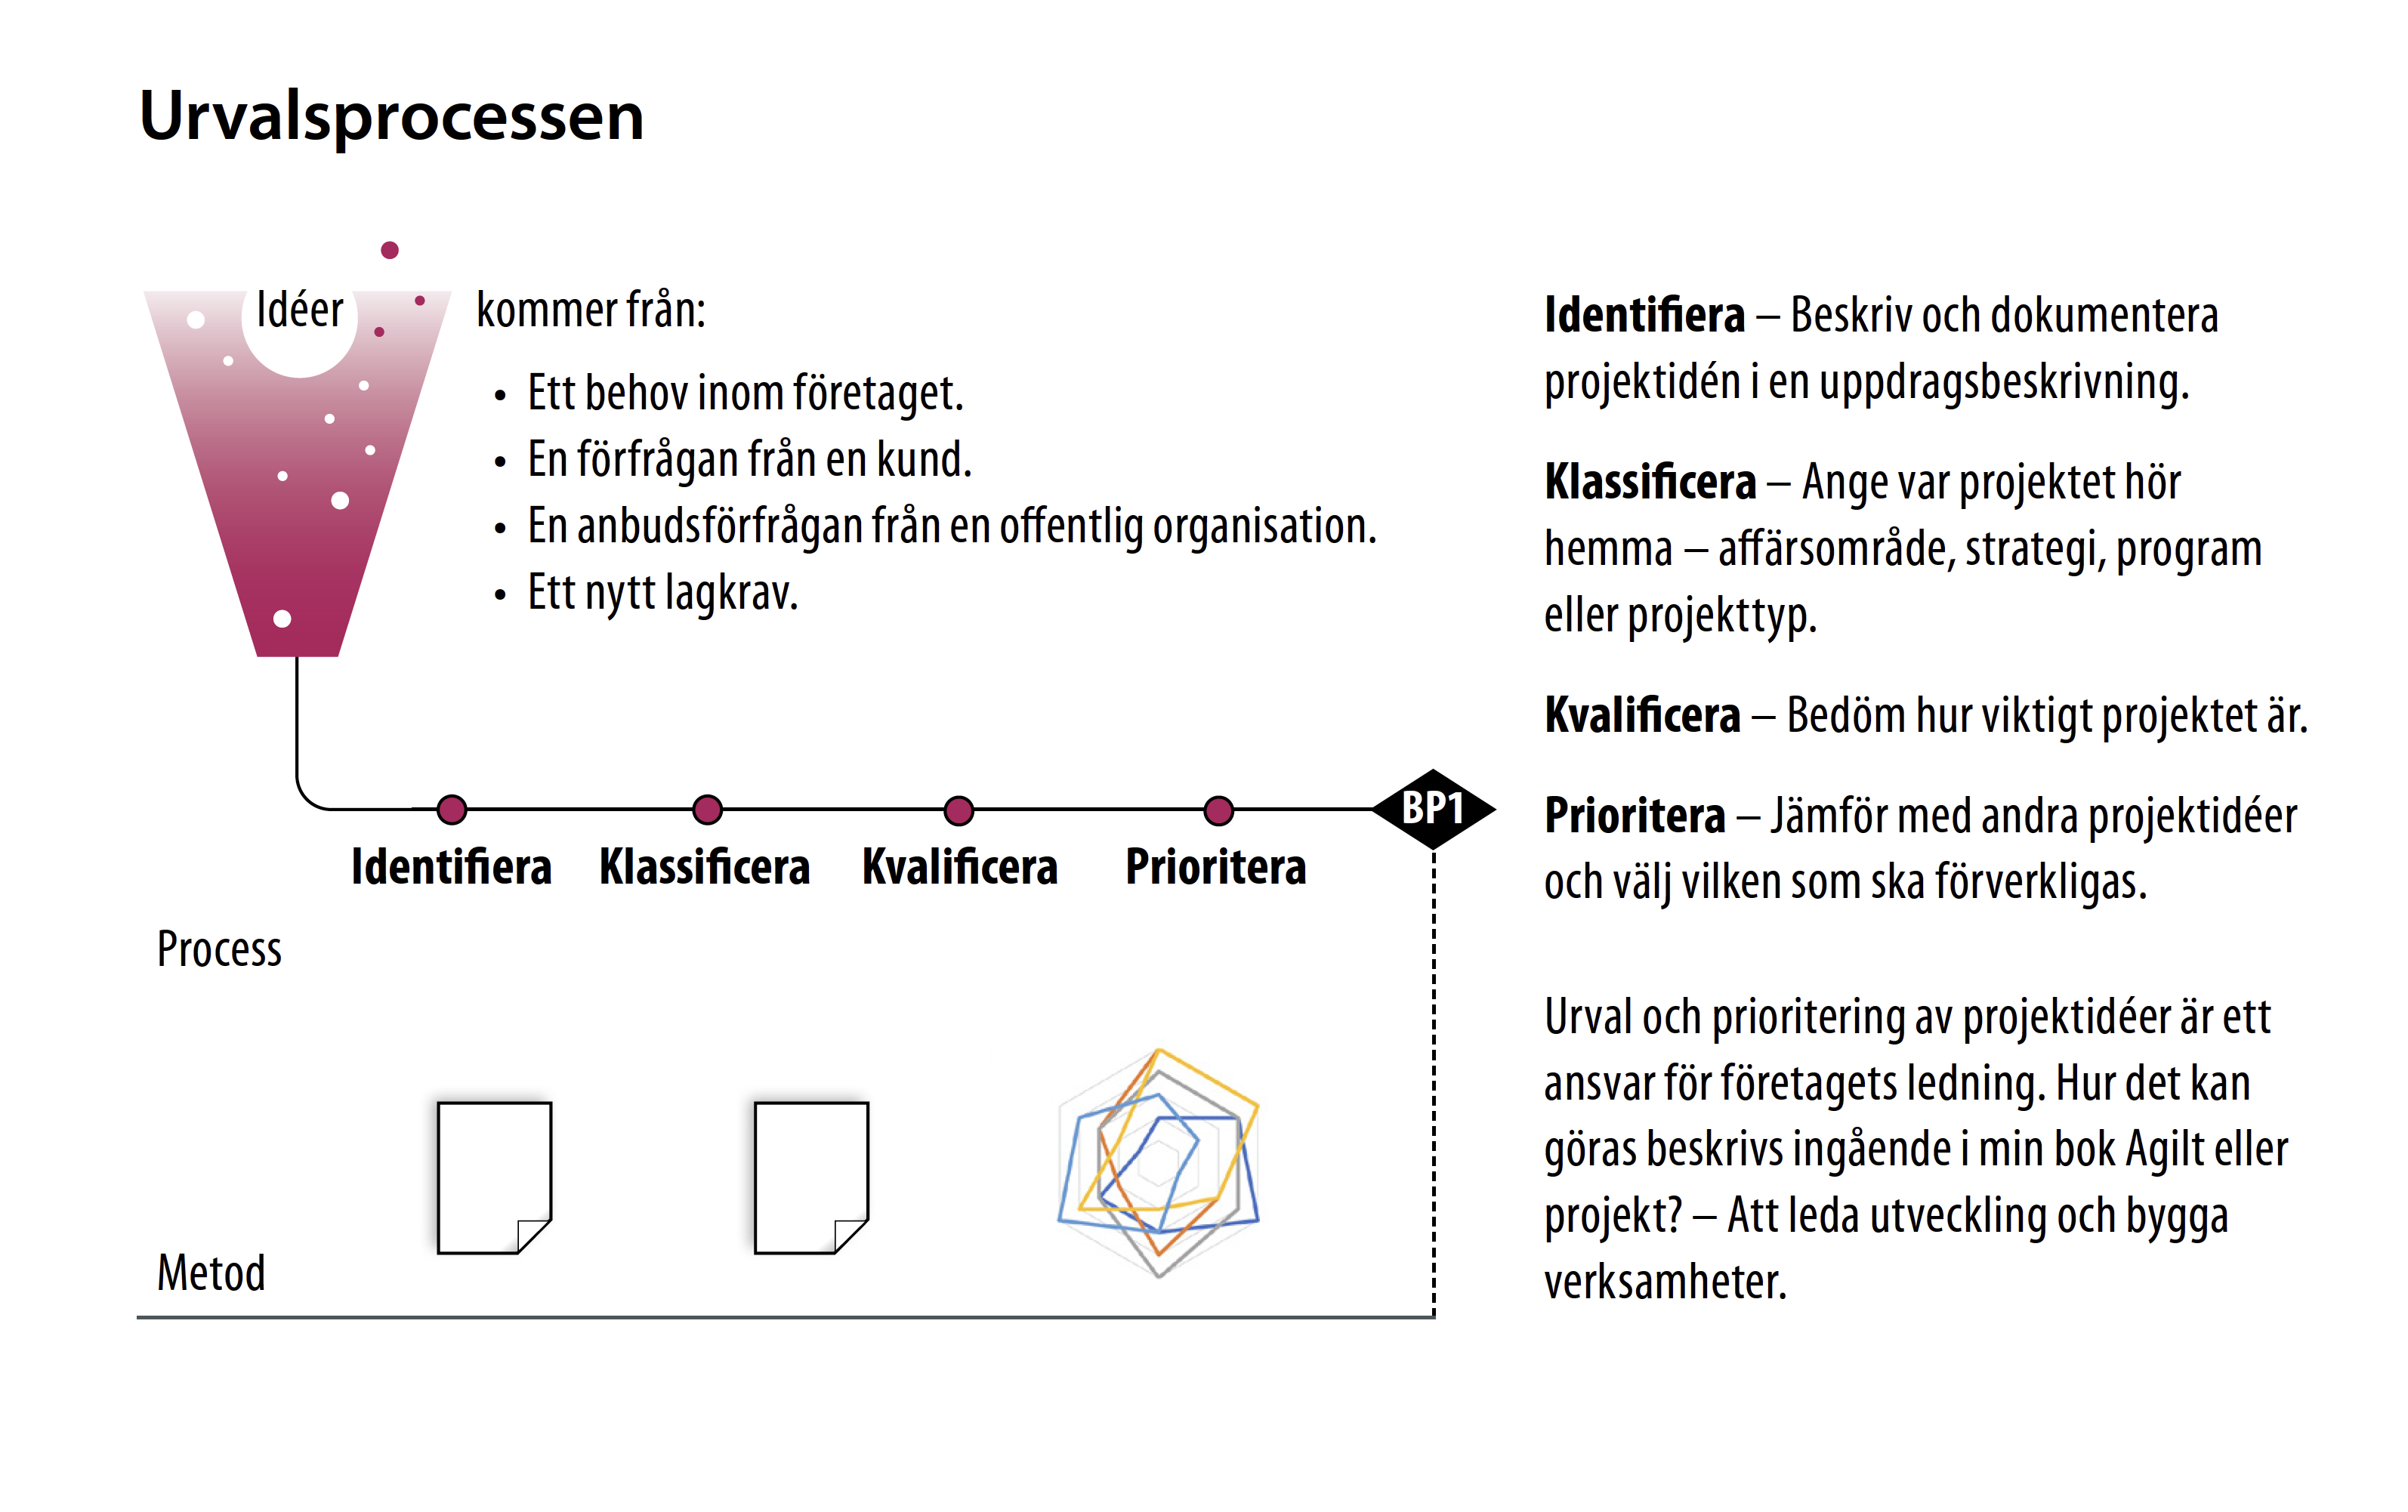 Urvalsprocessen
Idéer kommer från:
• Ett behov inom företaget.
• En förfrågan från en kund.
• En anbudsförfrågan från en offentlig organisation.
• Ett nytt lagkrav.
BP1
Identifiera Klassificera Kvalificera Prioritera
Process
Metod
Identifiera – Beskriv och dokumentera
projektidén i en uppdragsbeskrivning.
Klassificera – Ange var projektet hör
hemma – affärsområde, strategi, program
eller projekttyp.
Kvalificera – Bedöm hur viktigt projektet är.
Prioritera – Jämför med andra projektidéer
och välj vilken som ska förverkligas.
Urval och prioritering av projektidéer är ett
ansvar för företagets ledning. Hur det kan
göras beskrivs ingående i min bok Agilt eller
projekt? – Att leda utveckling och bygga
verksamheter.